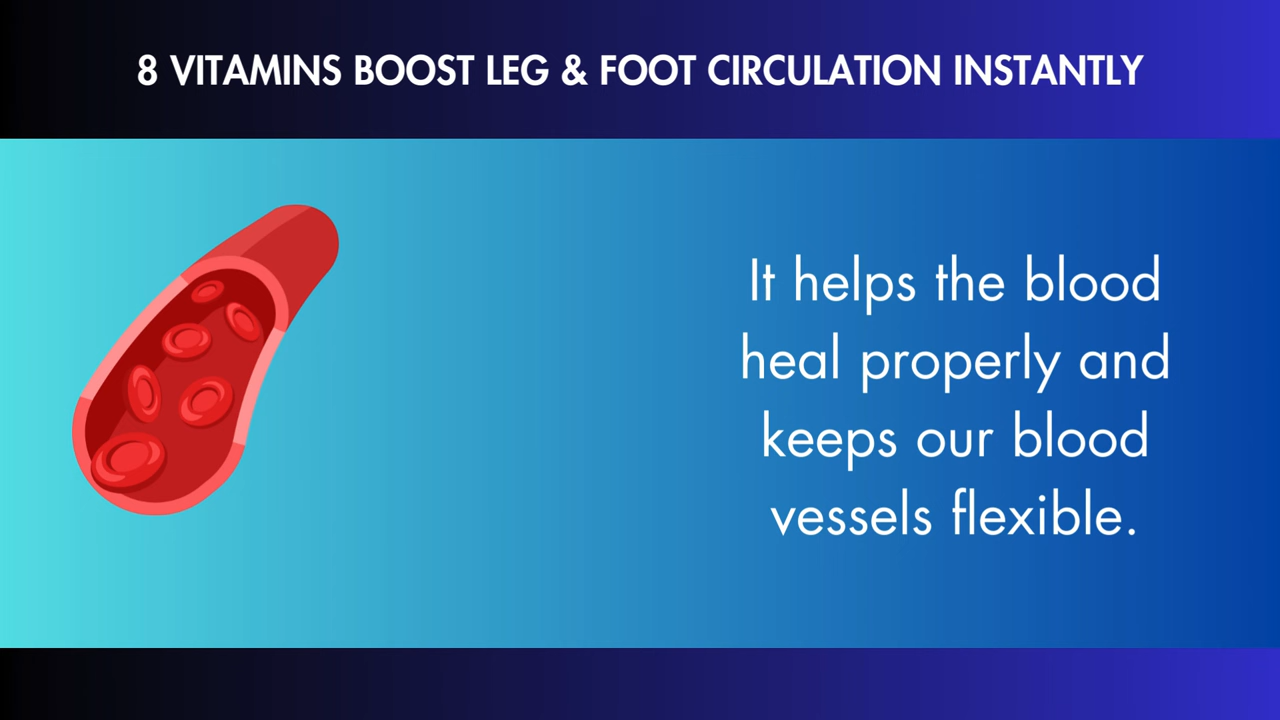 8 VITAMINS BOOST LEG & FOOT CIRCULATION INSTANTLY
It helps the blood
heal properly and
keeps our blood
vessels flexible.